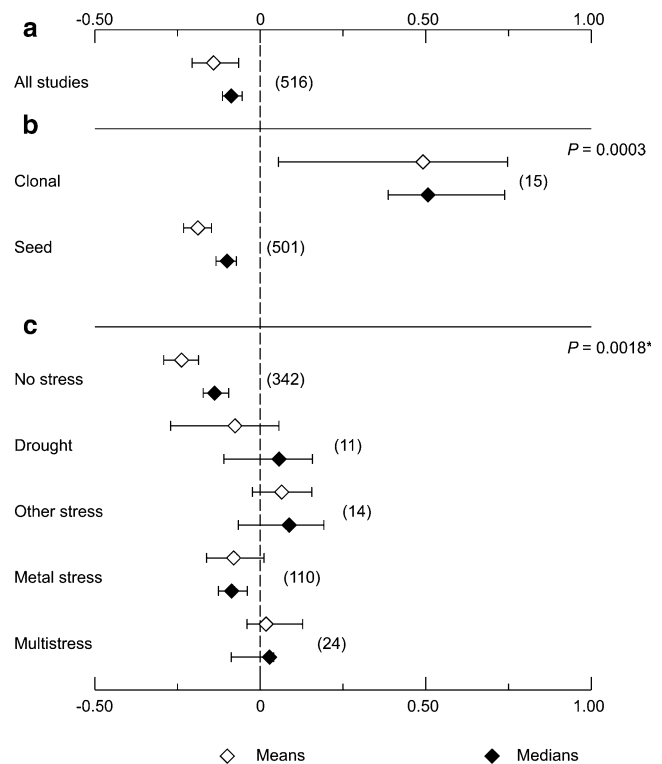 a
-0.50 0 0.50 1.00
All studies (516)
b
P = 0.0003
Clonal (15)
Seed (501)
c
P = 0.0018*
No stress (342)
Drought (11)
Other stress (14)
Metal stress (110)
Multistress (24)
-0.50 0 0.50 1.00
Means Medians